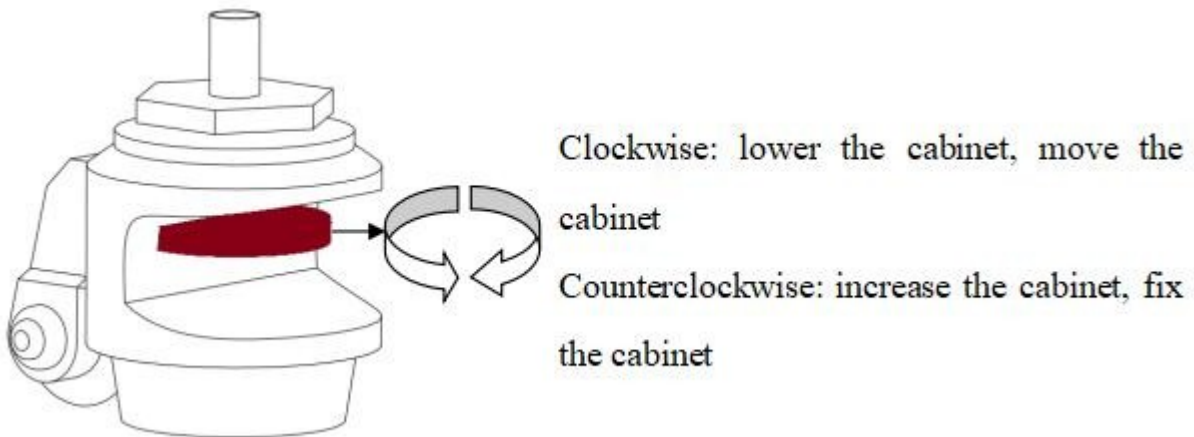 Clockwise: lower the cabinet, move the
cabinet
Counterclockwise: increase the cabinet, fix
the cabinet